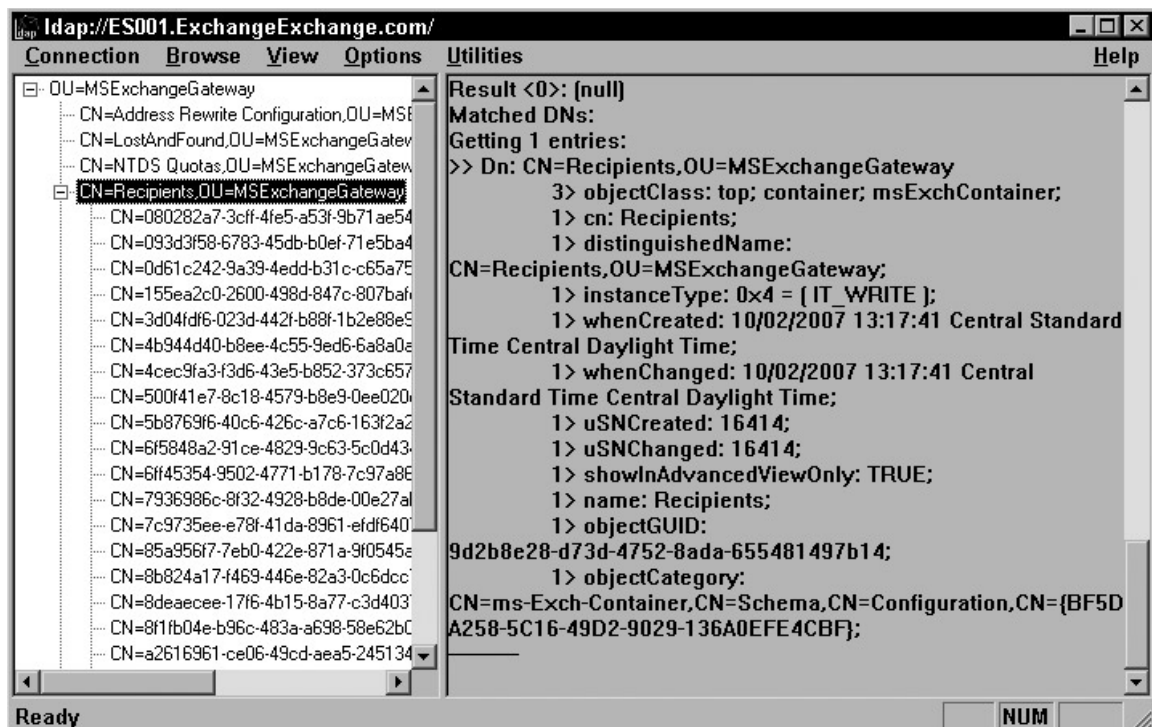 ldap://ES001.ExchangeExchange.com/
Connection Browse View Options Utilities Help
OU=MSExchangeGateway
CN=Address Rewrite Configuration,OU=MSE
CN=LostAndFound,OU=MSExchangeGatew
CN=NTDS Quotas,OU=MSExchangeGatew
CN=Recipients,OU=MSExchangeGateway
CN=080282a7-3cff-4fe5-a53f-9b71ae54
CN=093d3f58-6783-45db-b0ef-71e5ba4
CN=0d61c242-9a39-4edd-b31c-c65a75
CN=155ea2c0-2600-498d-847c-807baf
CN=3d04fdf6-023d-442f-b88f-1b2e88e9
CN=4b944d40-b8ee-4c55-9ed6-6a8a0a
CN=4cec9fa3-f3d6-43e5-b852-373c657
CN=500f41e7-8c18-4579-b8e9-0ee020
CN=5b8769f6-40c6-426c-a7c6-163f2a2
CN=6f5848a2-91ce-4829-9c63-5c0d43
CN=6ff45354-9502-4771-b178-7c97a86
CN=7936986c-8f32-4928-b8de-00e27a
CN=7c9735ee-e78f-41da-8961-efdf640
CN=85a956f7-7eb0-422e-871a-9f0545a
CN=8b824a17-f469-446e-82a3-0c6dcc
CN=8deaecee-17f6-4b15-8a77-c3d403
CN=8f1fb04e-b96c-483a-a698-58e62b0
CN=a2616961-ce06-49cd-aea5-245134
Result <0>: (null)
Matched DNs:
Getting 1 entries:
>> Dn: CN=Recipients,OU=MSExchangeGateway
3> objectClass: top; container; msExchContainer;
1> cn: Recipients;
1> distinguishedName:
CN=Recipients,OU=MSExchangeGateway;
1> instanceType: 0x4 = ( IT_WRITE );
1> whenCreated: 10/02/2007 13:17:41 Central Standard
Time Central Daylight Time;
1> whenChanged: 10/02/2007 13:17:41 Central
Standard Time Central Daylight Time;
1> uSNCreated: 16414;
1> uSNChanged: 16414;
1> showInAdvancedViewOnly: TRUE;
1> name: Recipients;
1> objectGUID:
9d2b8e28-d73d-4752-8ada-655481497b14;
1> objectCategory:
CN=ms-Exch-Container,CN=Schema,CN=Configuration,CN={BF5D
A258-5C16-49D2-9029-136A0EFE4CBF};
Ready NUM